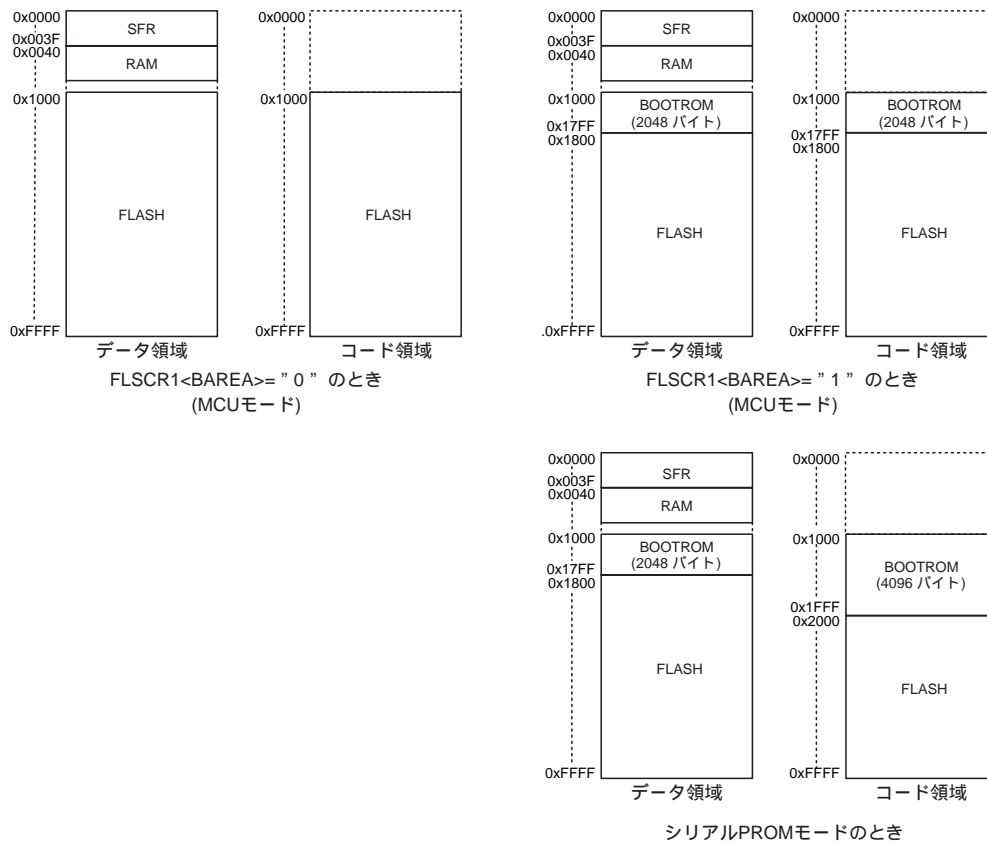 0x0000
SFR
0x003F
0x0040
RAM
0x1000
FLASH
0xFFFF
データ領域
0x0000
0x1000
FLASH
0xFFFF
コード領域
FLSCR1<BAREA>= ” 0 ” のとき
(MCUモード)
0x0000
SFR
0x003F
0x0040
RAM
0x1000
BOOTROM
(2048 バイト)
0x17FF
0x1800
FLASH
.0xFFFF
データ領域
0x0000
0x1000
BOOTROM
(2048 バイト)
0x17FF
0x1800
FLASH
0xFFFF
コード領域
FLSCR1<BAREA>= ” 1 ” のとき
(MCUモード)
0x0000
SFR
0x003F
0x0040
RAM
0x1000
BOOTROM
(2048 バイト)
0x17FF
0x1800
FLASH
0xFFFF
データ領域
0x0000
0x1000
BOOTROM
(4096 バイト)
0x1FFF
0x2000
FLASH
0xFFFF
コード領域
シリアルPROMモードのとき